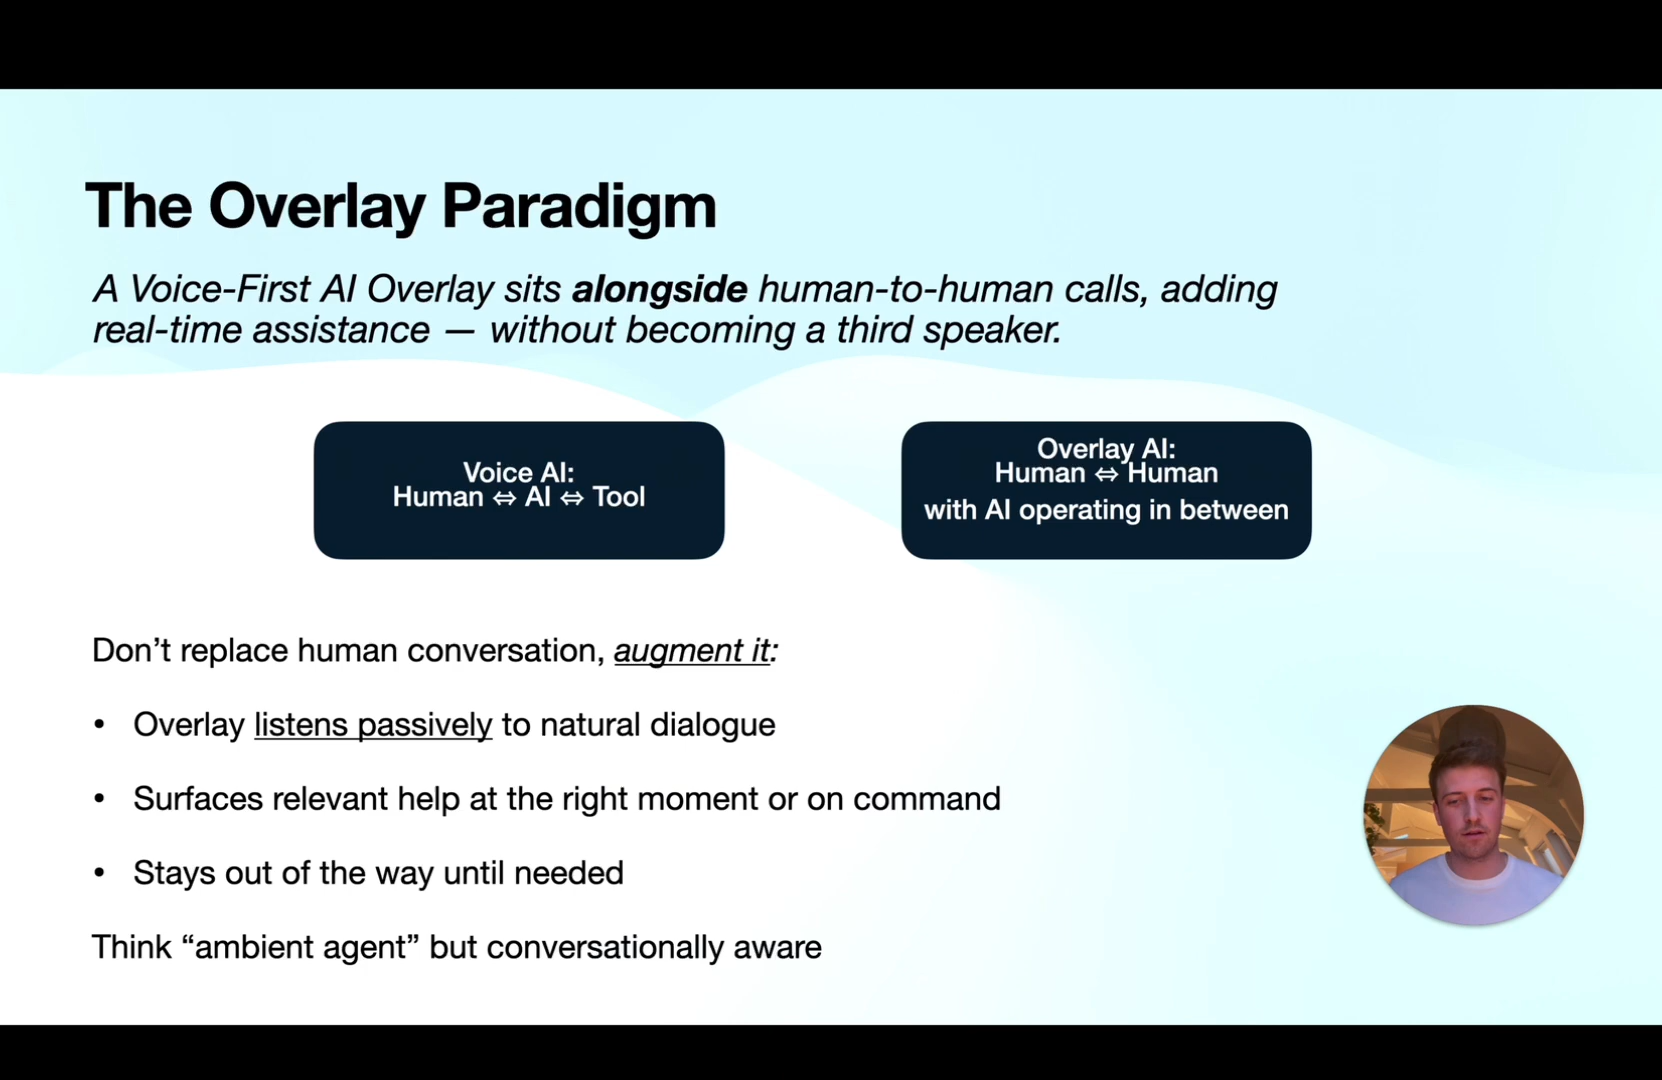 The Overlay Paradigm
A Voice-First AI Overlay sits alongside human-to-human calls, adding
real-time assistance — without becoming a third speaker.
Voice AI:
Human ⇔ AI ⇔ Tool
Overlay AI:
Human ⇔ Human
with AI operating in between
Don’t replace human conversation, augment it:
• Overlay listens passively to natural dialogue
• Surfaces relevant help at the right moment or on command
• Stays out of the way until needed
Think “ambient agent” but conversationally aware